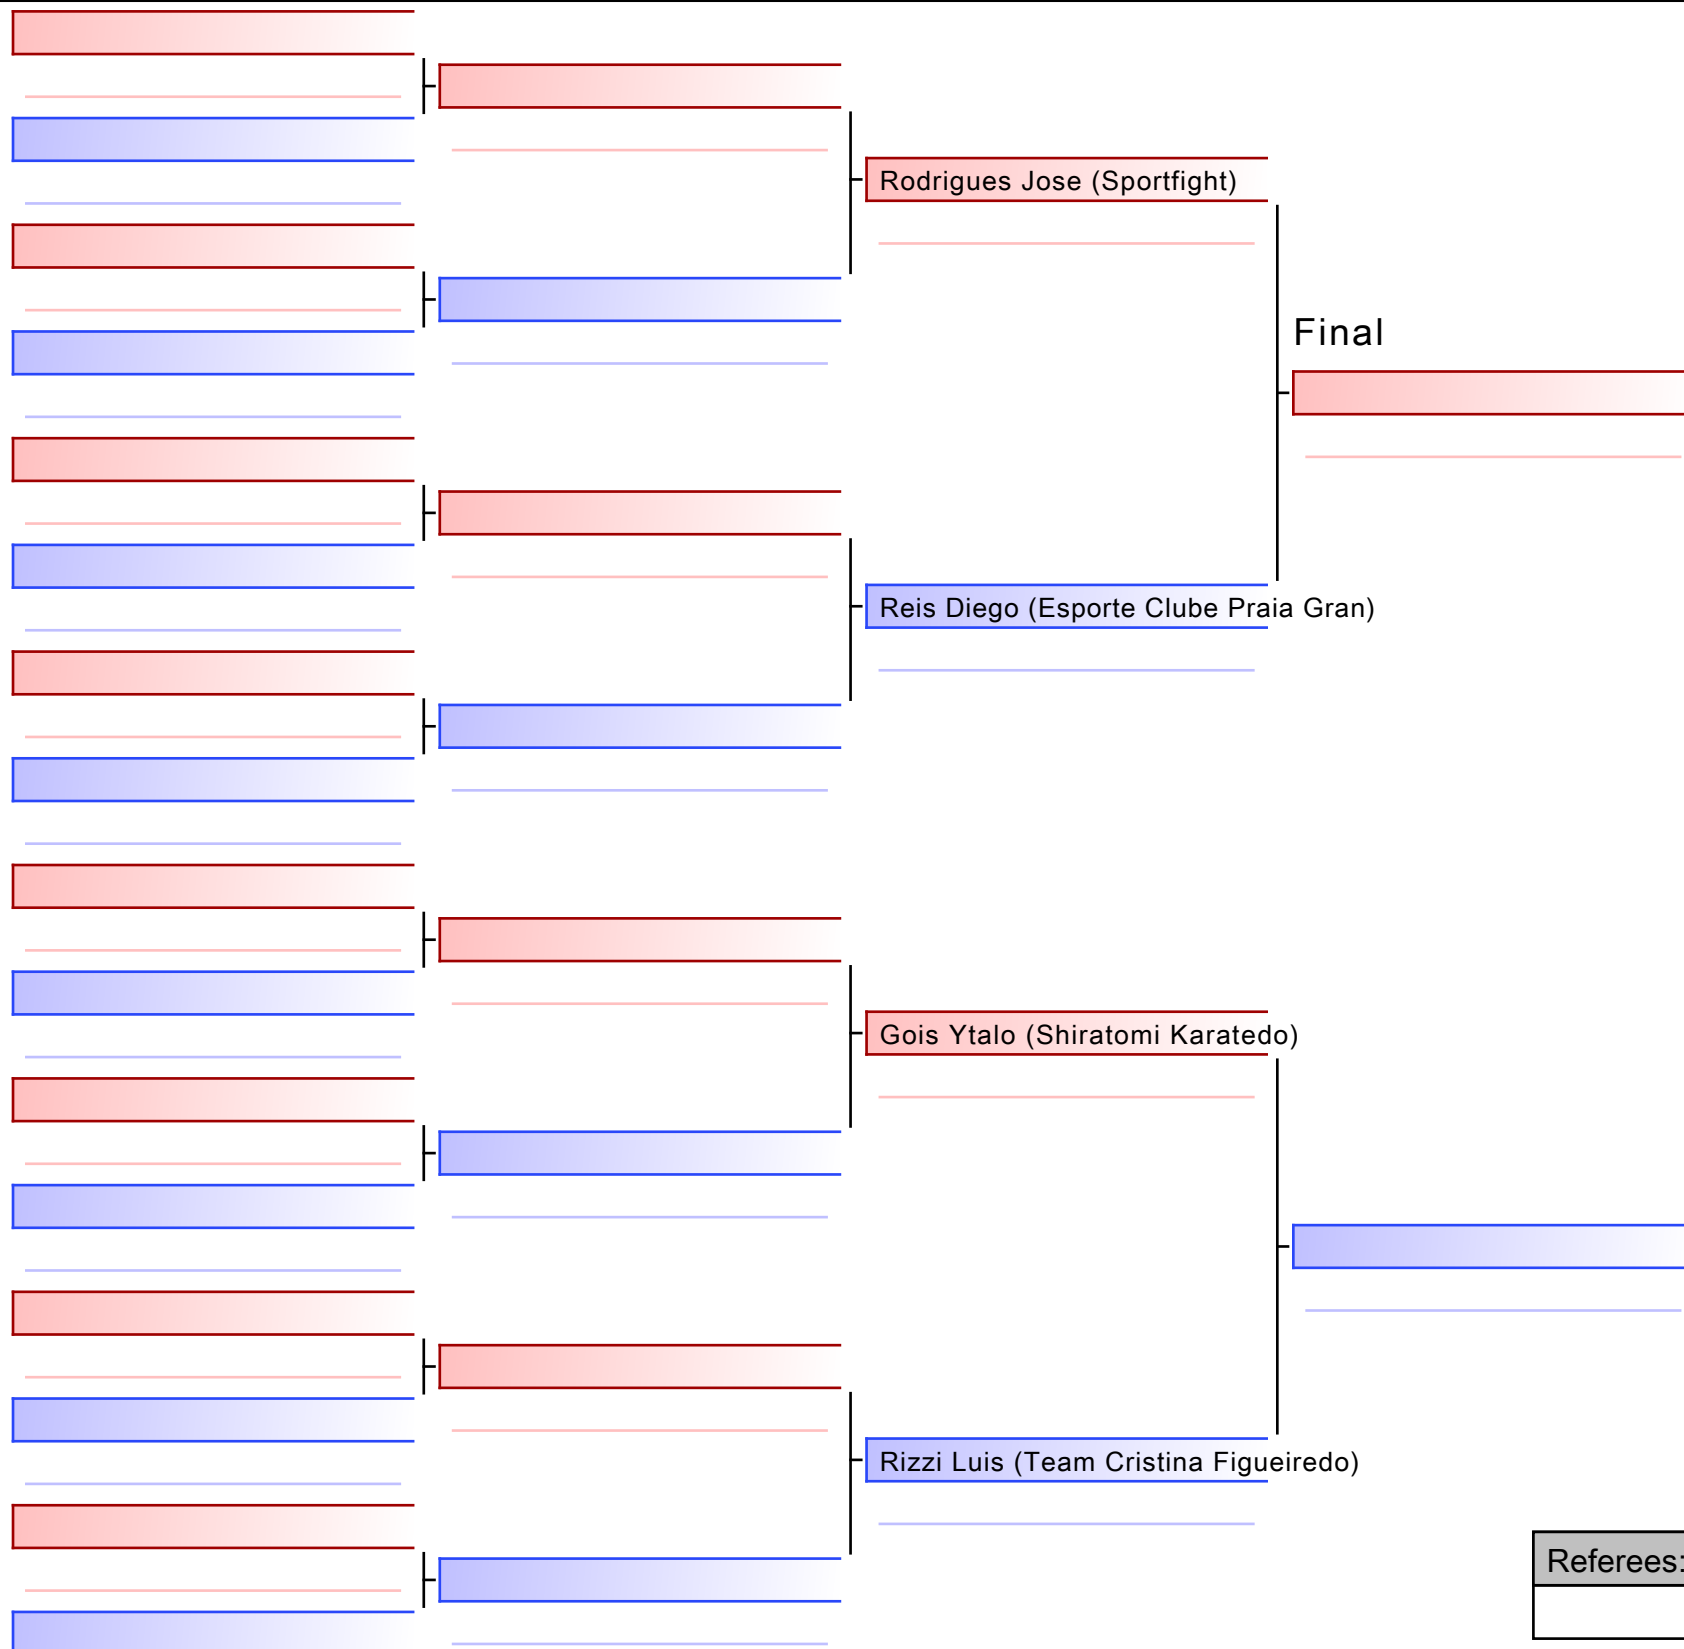 Rodrigues Jose (Sportfight)
Final
Reis Diego (Esporte Clube Praia Gran)
Gois Ytalo (Shiratomi Karatedo)
Rizzi Luis (Team Cristina Figueiredo)
Referees: